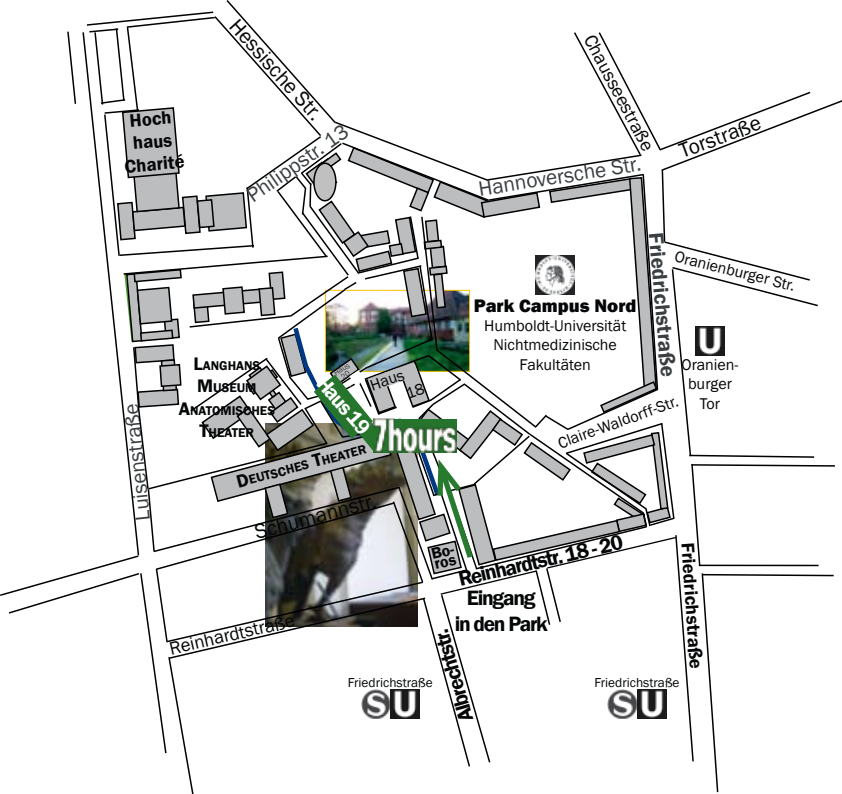 Hessische Str.
Chausseestraße
Torstraße
Hoch
haus
Charité
Philippstr. 13
Hannoversche Str.
Friedrichstraße
Oranienburger Str.
Park Campus Nord
Humboldt-Universität
Nichtmedizinische
Fakultäten
U
Oranien-
burger
Tor
Langhans
Museum
Anatomisches
Theater
Haus
18
Haus 19
7hours
Claire-Waldorff-Str.
Luisenstraße
Deutsches Theater
Schumannstr.
Bo-
ros
Reinhardtstr. 18 - 20
Eingang
in den Park
Friedrichstraße
Reinhardtstraße
Albrechtstr.
Friedrichstraße
S U
Friedrichstraße
S U